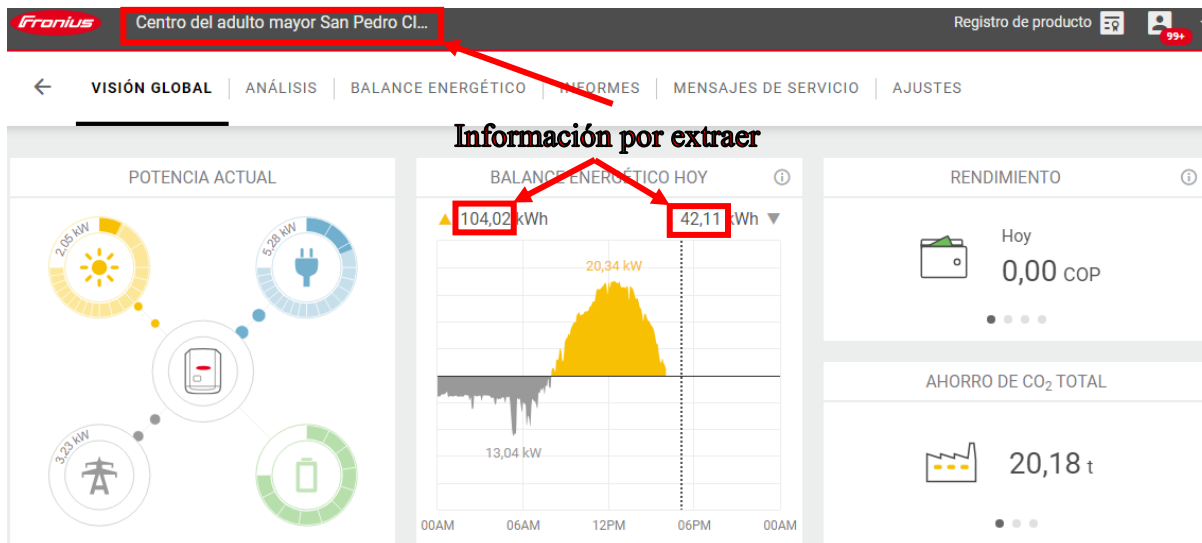 Fronius
Centro del adulto mayor San Pedro Cl...
Registro de producto
99+
VISIÓN GLOBAL
ANÁLISIS
BALANCE ENERGÉTICO
INFORMES
MENSAJES DE SERVICIO
AJUSTES
Información por extraer
POTENCIA ACTUAL
2,05 kW
5,28 kW
3,23 kW
BALANCE ENERGÉTICO HOY
104,02 kWh
42,11 kWh
20,34 kW
13,04 kW
00AM 06AM 12PM 06PM 00AM
RENDIMIENTO
Hoy
0,00 COP
AHORRO DE CO₂ TOTAL
20,18 t